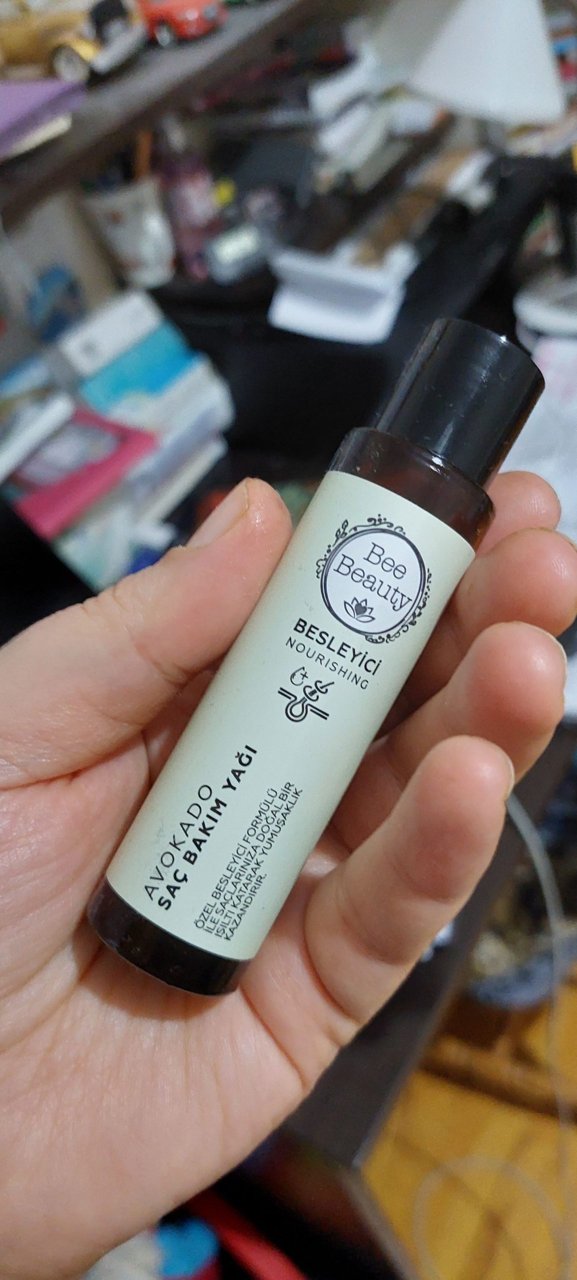 Bee
Beauty
BESLEYİCİ
NOURISHING
AVOKADO
SAÇ BAKIM YAĞI
ÖZEL BESLEYİCİ FORMÜLÜ
İLE SAÇLARINIZA DOĞAL BİR
IŞILTI KATARAK YUMUŞAKLIK
KAZANDIRIR.